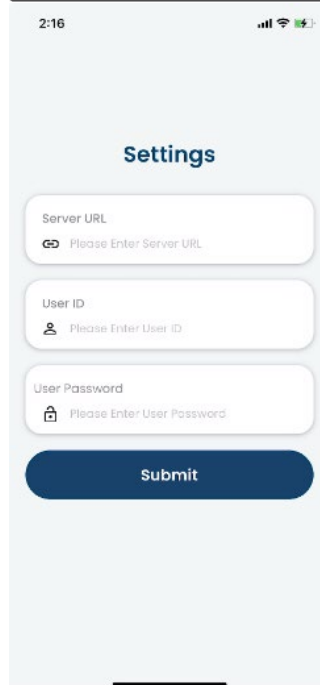 2:16
Settings
Server URL
Please Enter Server URL
User ID
Please Enter User ID
User Password
Please Enter User Password
Submit